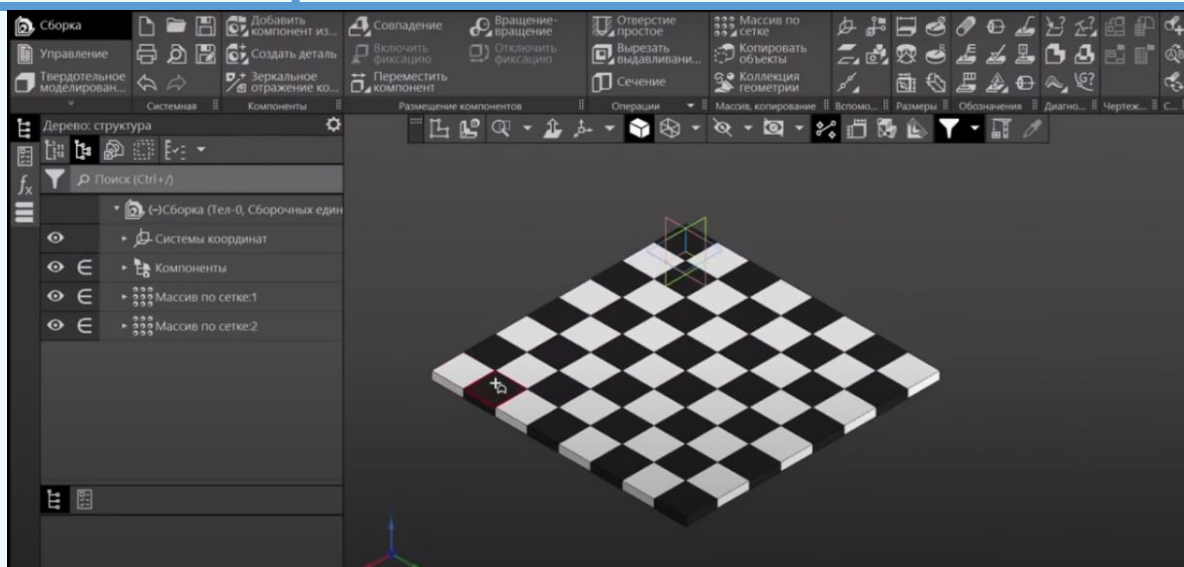 Сборка
Управление
Твердотельное
моделирован...
Системная
Добавить
компонент из...
Создать деталь
Зеркальное
отражение ко...
Компоненты
Совпадение
Включить
фиксацию
Переместить
компонент
Вращение-
вращение
Отключить
фиксацию
Размещение компонентов
Отверстие
простое
Вырезать
выдавливани...
Сечение
Операции
Массив по
сетке
Копировать
объекты
Коллекция
геометрии
Массив, копирование
Вспомо...
Размеры
Обозначения
Диагно...
Чертеж...
С...
Дерево: структура
Поиск (Ctrl+/)
(-)Сборка (Тел-0, Сборочных един
Системы координат
Компоненты
Массив по сетке:1
Массив по сетке:2